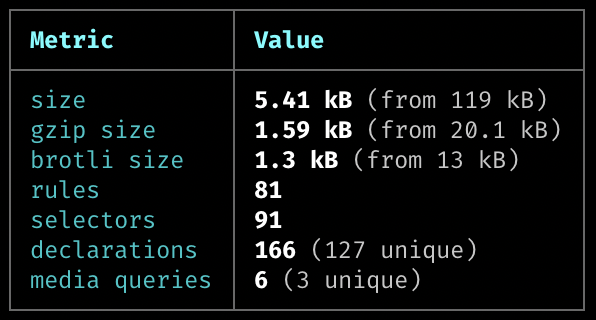 Metric Value
size 5.41 kB (from 119 kB)
gzip size 1.59 kB (from 20.1 kB)
brotli size 1.3 kB (from 13 kB)
rules 81
selectors 91
declarations 166 (127 unique)
media queries 6 (3 unique)